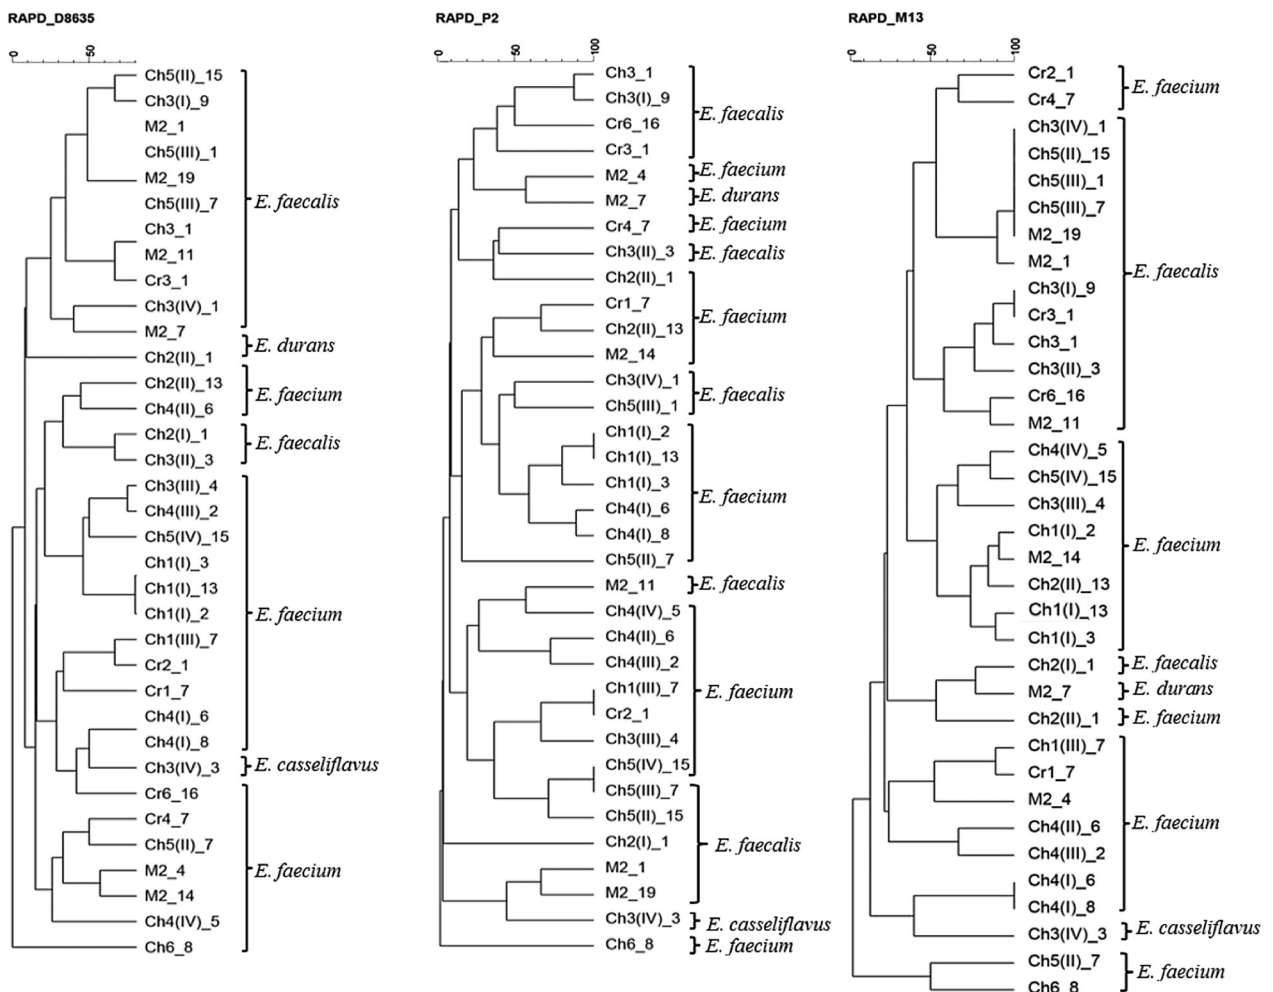 RAPD_D8635
0 50
Ch5(II)_15
Ch3(I)_9
M2_1
Ch5(III)_1
M2_19
Ch5(III)_7
Ch3_1
M2_11
Cr3_1
Ch3(IV)_1
M2_7
Ch2(II)_1
Ch2(II)_13
Ch4(II)_6
Ch2(I)_1
Ch3(II)_3
Ch3(III)_4
Ch4(III)_2
Ch5(IV)_15
Ch1(I)_3
Ch1(I)_13
Ch1(I)_2
Ch1(III)_7
Cr2_1
Cr1_7
Ch4(I)_6
Ch4(I)_8
Ch3(IV)_3
Cr6_16
Cr4_7
Ch5(II)_7
M2_4
M2_14
Ch4(IV)_5
Ch6_8
E. faecalis
E. durans
E. faecium
E. faecalis
E. faecium
E. casseliflavus
E. faecium
RAPD_P2
0 50 100
Ch3_1
Ch3(I)_9
Cr6_16
Cr3_1
M2_4
M2_7
Cr4_7
Ch3(II)_3
Ch2(II)_1
Cr1_7
Ch2(II)_13
M2_14
Ch3(IV)_1
Ch5(III)_1
Ch1(I)_2
Ch1(I)_13
Ch1(I)_3
Ch4(I)_6
Ch4(I)_8
Ch5(II)_7
M2_11
Ch4(IV)_5
Ch4(II)_6
Ch4(III)_2
Ch1(III)_7
Cr2_1
Ch3(III)_4
Ch5(IV)_15
Ch5(III)_7
Ch5(II)_15
Ch2(I)_1
M2_1
M2_19
Ch3(IV)_3
Ch6_8
E. faecalis
E. faecium
E. durans
E. faecium
E. faecalis
E. faecium
E. faecalis
E. faecium
E. faecalis
E. faecium
E. faecalis
E. casseliflavus
E. faecium
RAPD_M13
0 50 100
Cr2_1
Cr4_7
Ch3(IV)_1
Ch5(II)_15
Ch5(III)_1
Ch5(III)_7
M2_19
M2_1
Ch3(I)_9
Cr3_1
Ch3_1
Ch3(II)_3
Cr6_16
M2_11
Ch4(IV)_5
Ch5(IV)_15
Ch3(III)_4
Ch1(I)_2
M2_14
Ch2(II)_13
Ch1(I)_13
Ch1(I)_3
Ch2(I)_1
M2_7
Ch2(II)_1
Ch1(III)_7
Cr1_7
M2_4
Ch4(II)_6
Ch4(III)_2
Ch4(I)_6
Ch4(I)_8
Ch3(IV)_3
Ch5(II)_7
Ch6_8
E. faecium
E. faecalis
E. faecium
E. faecalis
E. durans
E. faecium
E. faecium
E. casseliflavus
E. faecium